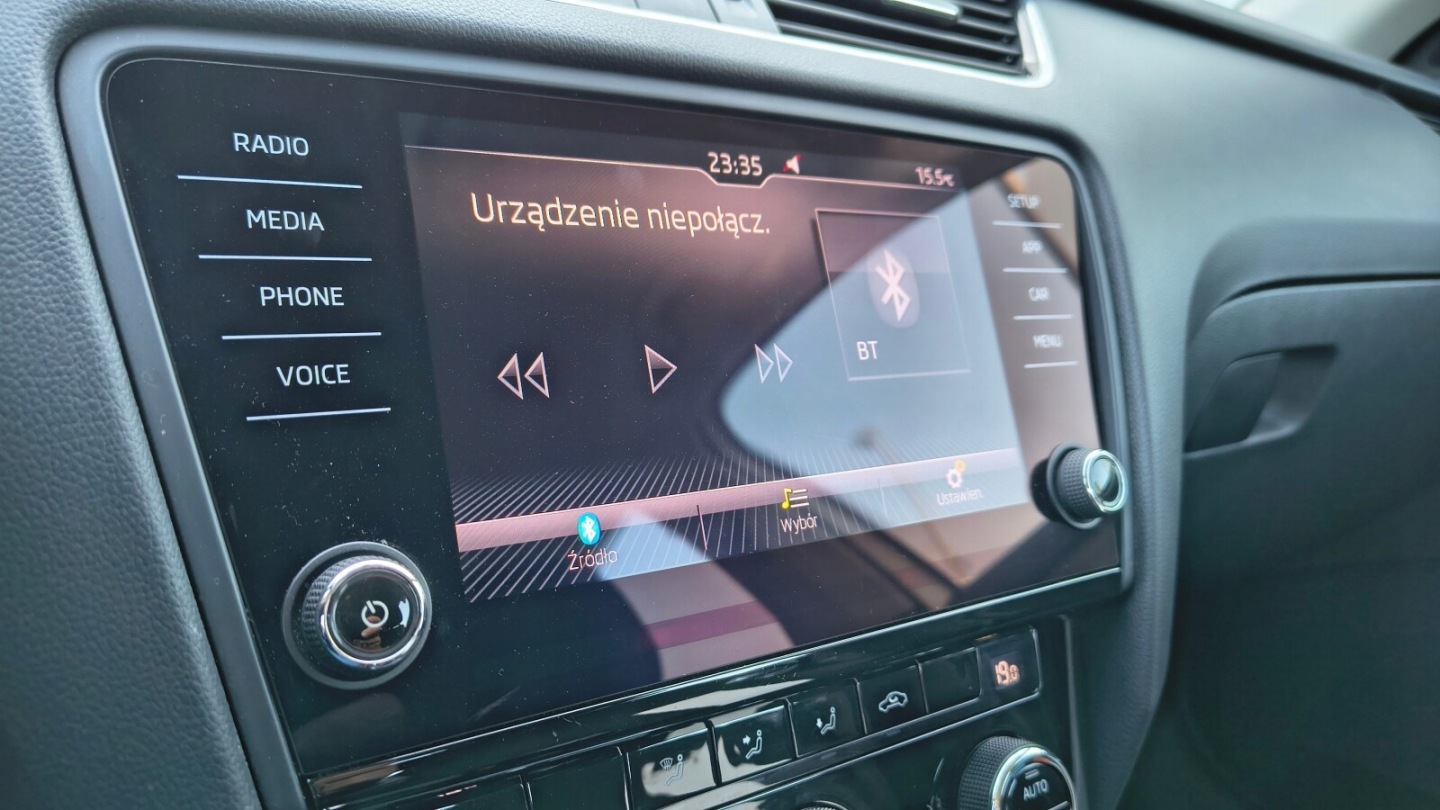 RADIO
MEDIA
PHONE
VOICE
23:35
15.5°C
Urządzenie niepołącz.
BT
Źródło
Wybór
Ustawien.
SETUP
APP
CAR
MENU
19.0
AUTO